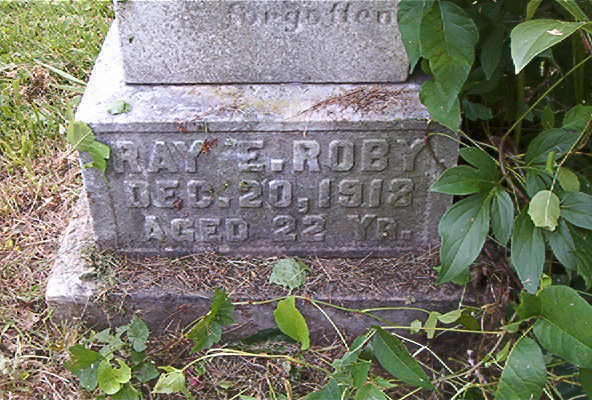 forgotten
RAY E. ROBY
DEC. 20, 1918
AGED 22 YR.